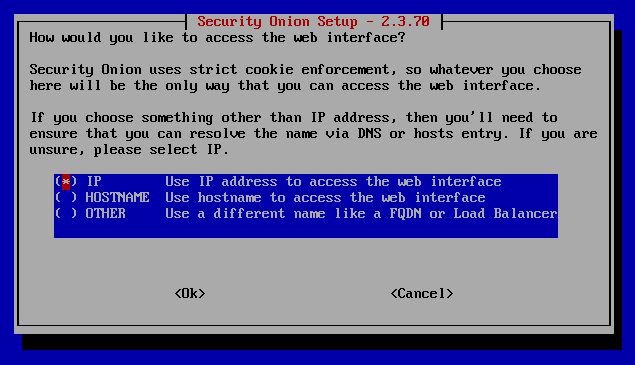 Security Onion Setup - 2.3.70
How would you like to access the web interface?
Security Onion uses strict cookie enforcement, so whatever you choose
here will be the only way that you can access the web interface.
If you choose something other than IP address, then you'll need to
ensure that you can resolve the name via DNS or hosts entry. If you are
unsure, please select IP.
(*) IP Use IP address to access the web interface
( ) HOSTNAME Use hostname to access the web interface
( ) OTHER Use a different name like a FQDN or Load Balancer
<Ok> <Cancel>